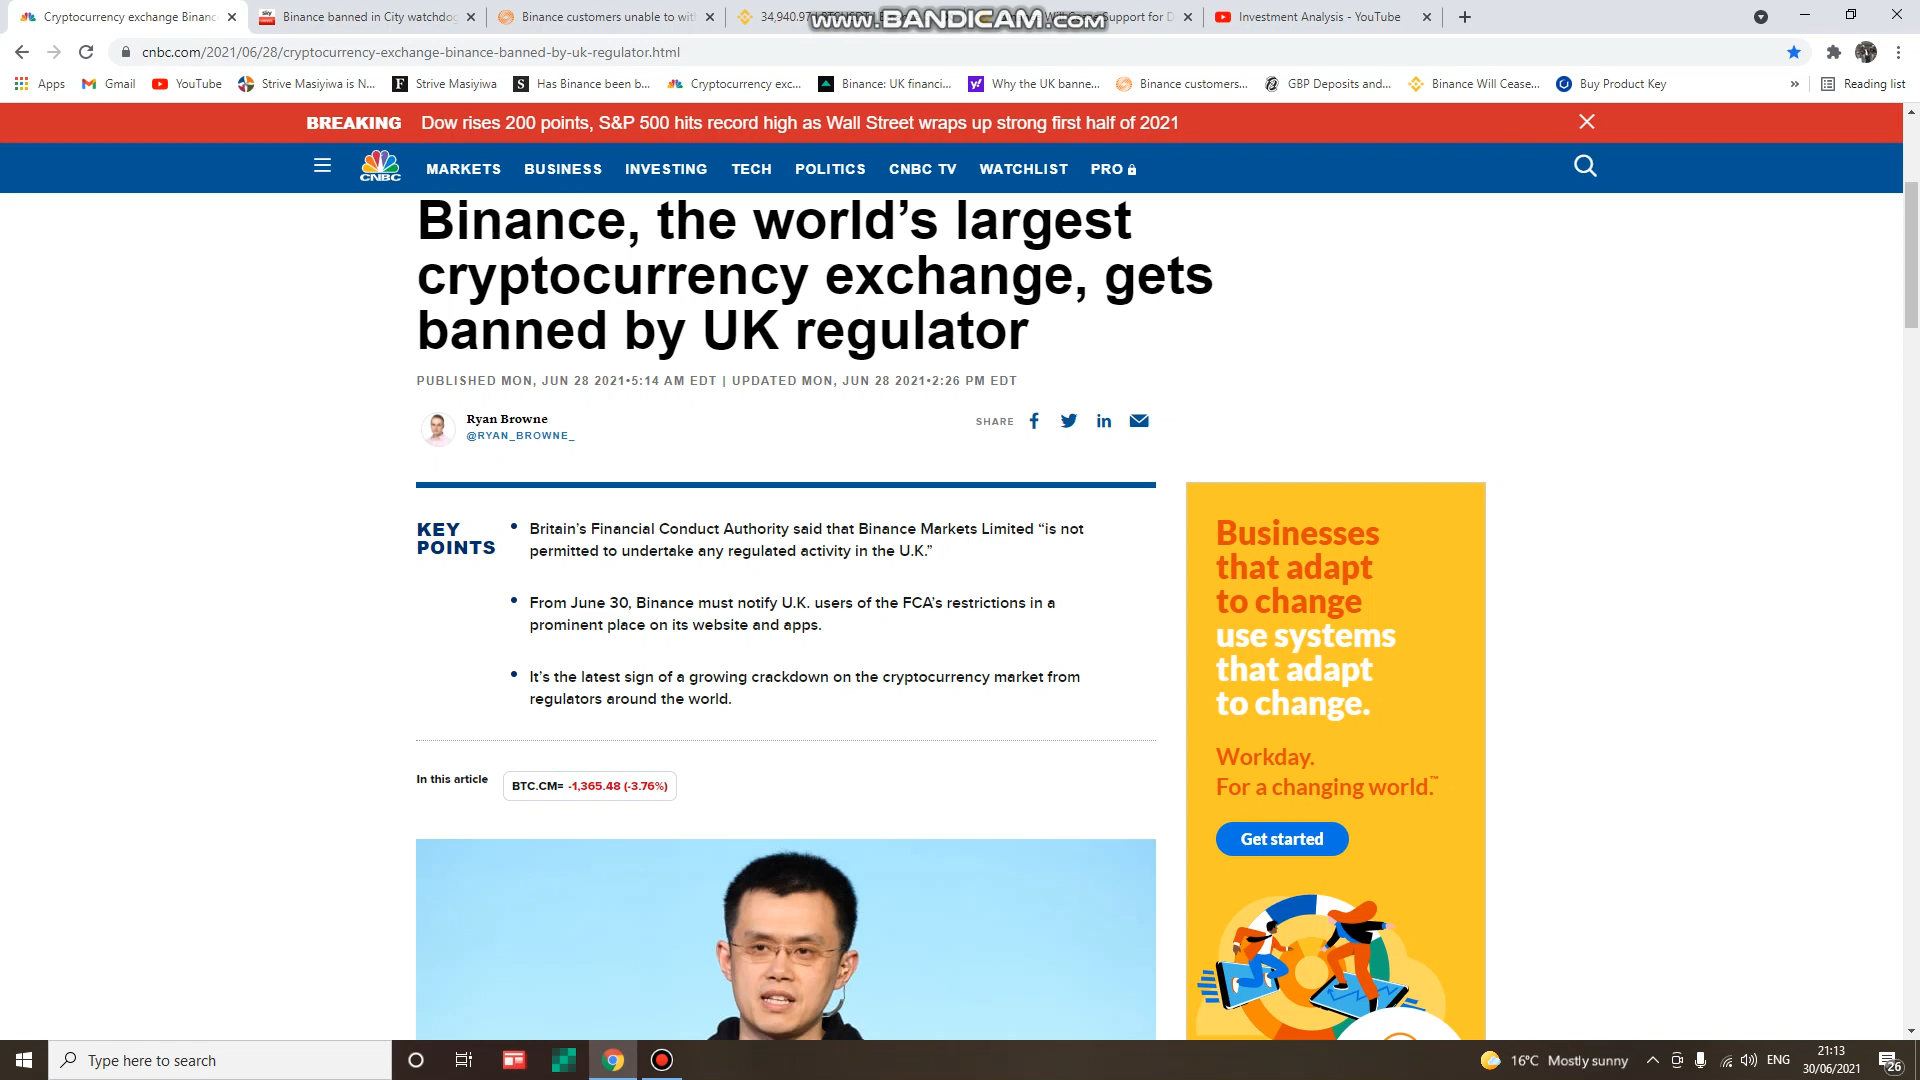 Cryptocurrency exchange Binanc
Binance banned in City watchdog
Binance customers unable to wit
34,940.97
Support for D
Investment Analysis - YouTube
www.BANDICAM.com
cnbc.com/2021/06/28/cryptocurrency-exchange-binance-banned-by-uk-regulator.html
Apps
Gmail
YouTube
Strive Masiyiwa is N...
Strive Masiyiwa
Has Binance been b...
Cryptocurrency exc...
Binance: UK financi...
Why the UK banne...
Binance customers...
GBP Deposits and...
Binance Will Cease...
Buy Product Key
»
Reading list
BREAKING Dow rises 200 points, S&P 500 hits record high as Wall Street wraps up strong first half of 2021
CNBC
MARKETS BUSINESS INVESTING TECH POLITICS CNBC TV WATCHLIST PRO
Binance, the world’s largest
cryptocurrency exchange, gets
banned by UK regulator
PUBLISHED MON, JUN 28 2021•5:14 AM EDT | UPDATED MON, JUN 28 2021•2:26 PM EDT
Ryan Browne
@RYAN_BROWNE_
SHARE
KEY
POINTS
• Britain’s Financial Conduct Authority said that Binance Markets Limited “is not
permitted to undertake any regulated activity in the U.K.”
• From June 30, Binance must notify U.K. users of the FCA’s restrictions in a
prominent place on its website and apps.
• It’s the latest sign of a growing crackdown on the cryptocurrency market from
regulators around the world.
In this article
BTC.CM= -1,365.48 (-3.76%)
Businesses
that adapt
to change
use systems
that adapt
to change.
Workday.
For a changing world.™
Get started
Type here to search
16°C Mostly sunny
ENG
21:13
30/06/2021
26